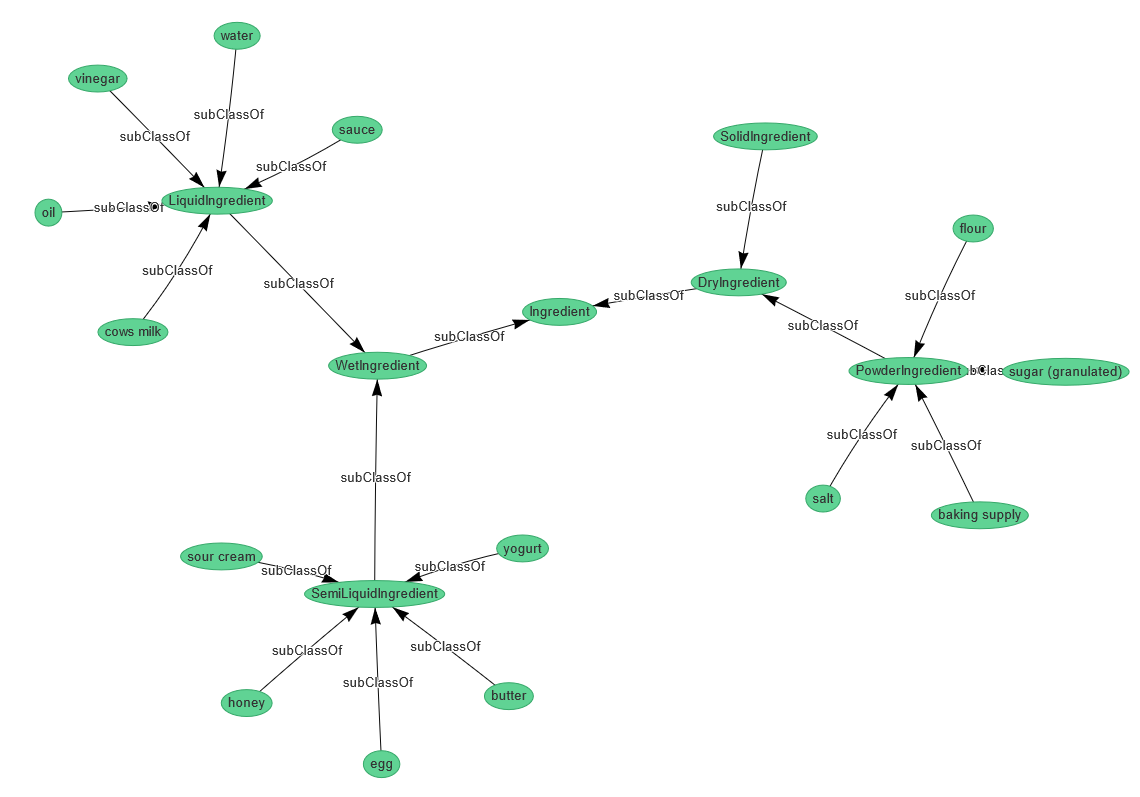 water
vinegar
subClassOf
sauce
subClassOf
SolidIngredient
subClassOf
LiquidIngredient
oil
subClassOf
subClassOf
flour
subClassOf
subClassOf
DryIngredient
subClassOf
subClassOf
Ingredient
subClassOf
cows milk
subClassOf
subClassOf
WetIngredient
PowderIngredient
sugar (granulated)
subClassOf
subClassOf
subClassOf
salt
baking supply
sour cream
yogurt
subClassOf
subClassOf
SemiLiquidIngredient
subClassOf
subClassOf
subClassOf
honey
butter
egg